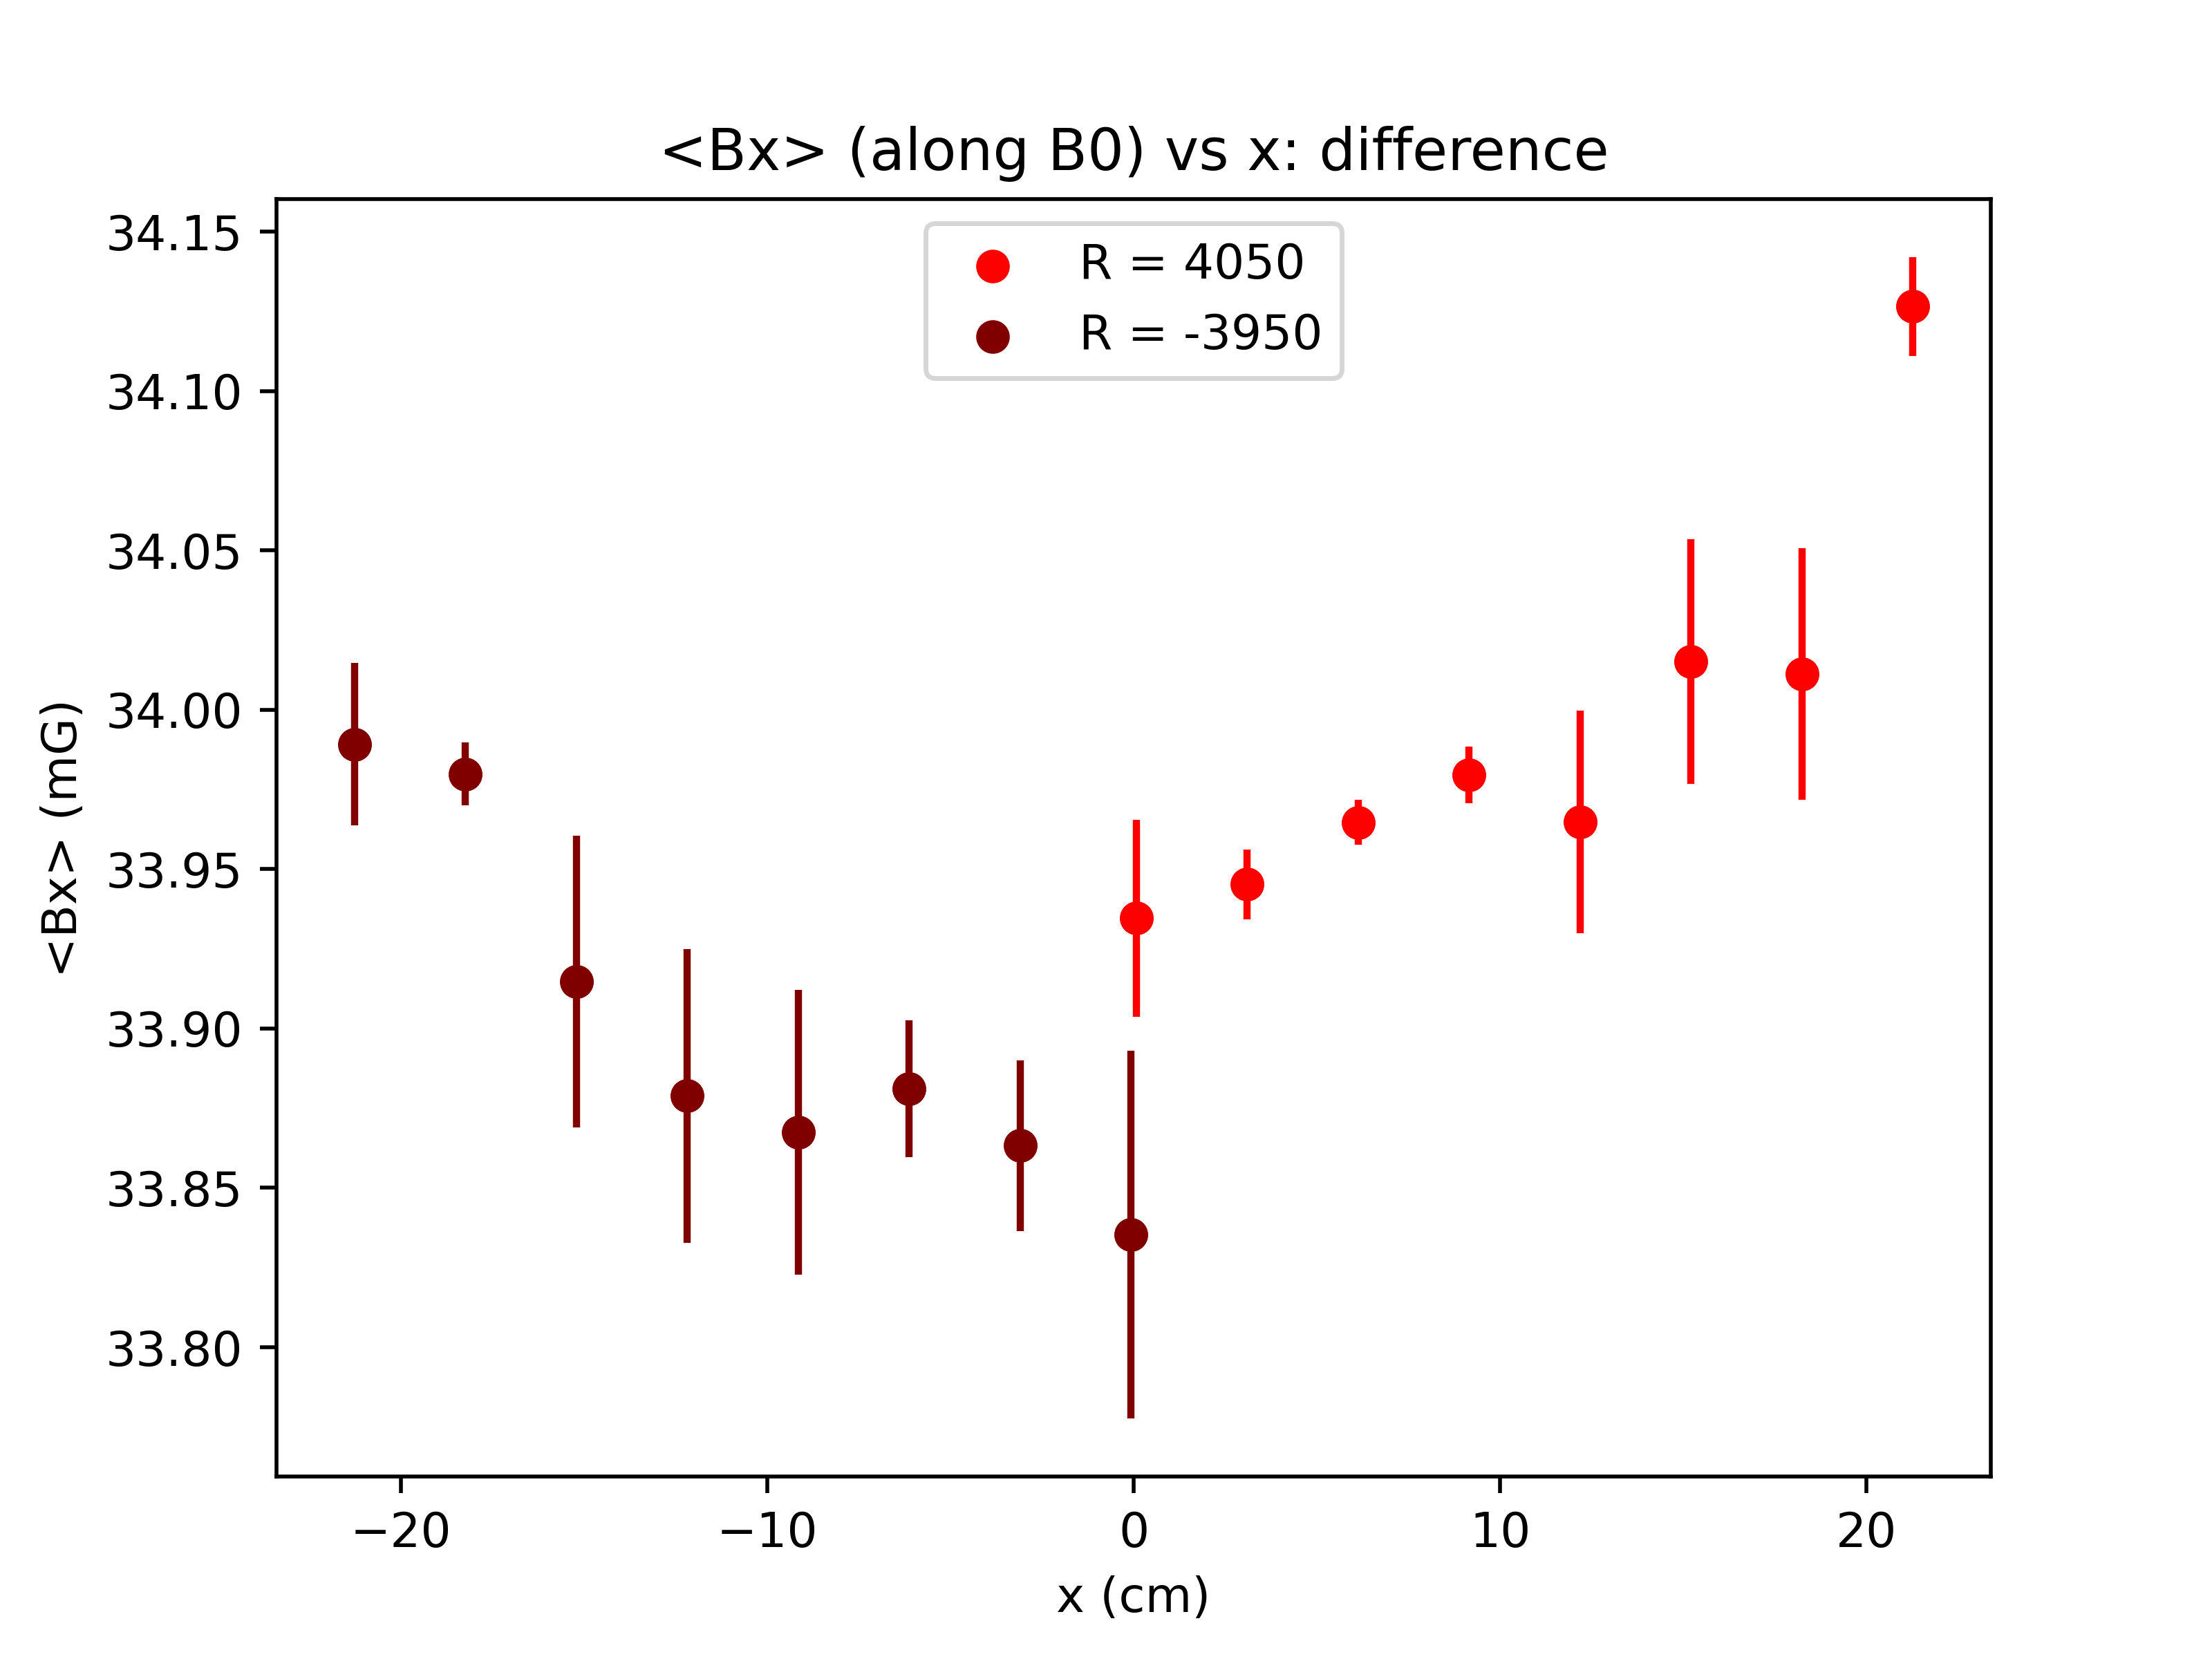 <Bx> (along B0) vs x: difference
R = 4050
R = -3950
34.15
34.10
34.05
34.00
33.95
33.90
33.85
33.80
<Bx> (mG)
−20
−10
0
10
20
x (cm)